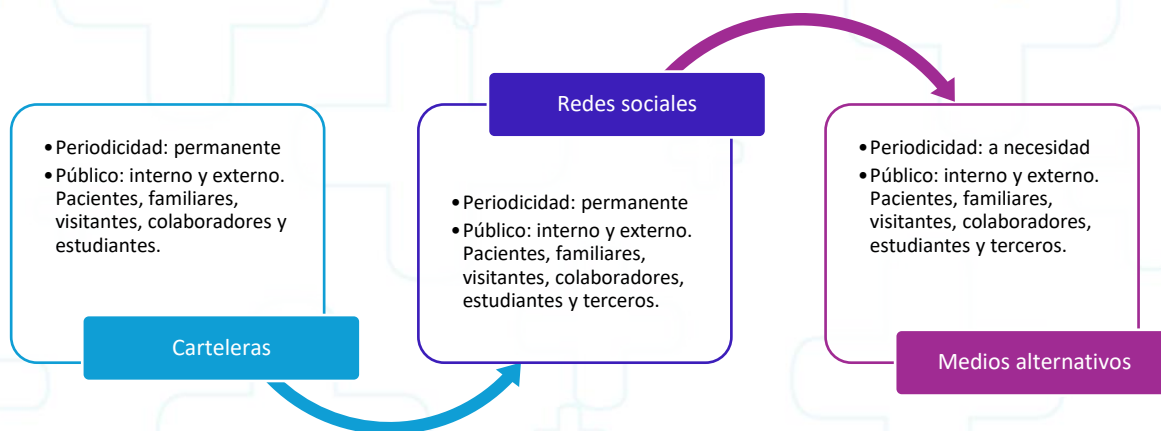 •Periodicidad: permanente
•Público: interno y externo.
Pacientes, familiares,
visitantes, colaboradores y
estudiantes.
Carteleras
Redes sociales
•Periodicidad: permanente
•Público: interno y externo.
Pacientes, familiares,
visitantes, colaboradores,
estudiantes y terceros.
•Periodicidad: a necesidad
•Público: interno y externo.
Pacientes, familiares,
visitantes, colaboradores,
estudiantes y terceros.
Medios alternativos